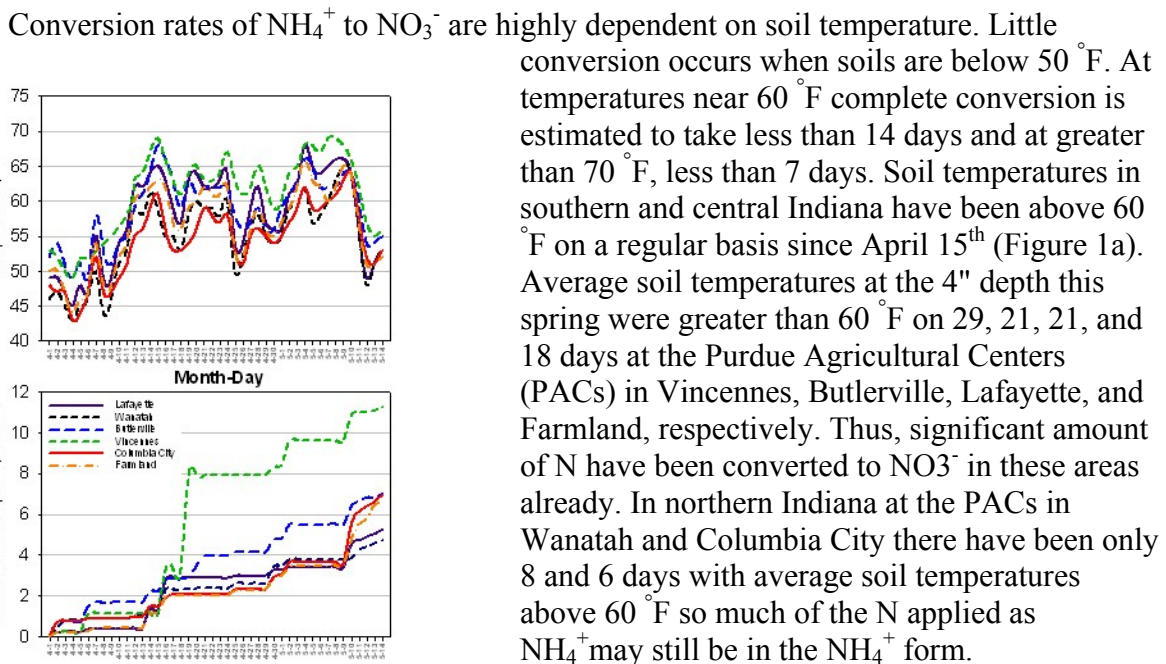 Conversion rates of NH₄⁺ to NO₃⁻ are highly dependent on soil temperature. Little
conversion occurs when soils are below 50 °F. At
temperatures near 60 °F complete conversion is
estimated to take less than 14 days and at greater
than 70 °F, less than 7 days. Soil temperatures in
southern and central Indiana have been above 60
°F on a regular basis since April 15th (Figure 1a).
Average soil temperatures at the 4" depth this
spring were greater than 60 °F on 29, 21, 21, and
18 days at the Purdue Agricultural Centers
(PACs) in Vincennes, Butlerville, Lafayette, and
Farmland, respectively. Thus, significant amount
of N have been converted to NO3⁻ in these areas
already. In northern Indiana at the PACs in
Wanatah and Columbia City there have been only
8 and 6 days with average soil temperatures
above 60 °F so much of the N applied as
NH₄⁺may still be in the NH₄⁺ form.
75
70
65
60
55
50
45
40
Month-Day
12
10
8
6
4
2
0
Lafayette
Wanatah
Butlerville
Vincennes
Columbia City
Farmland